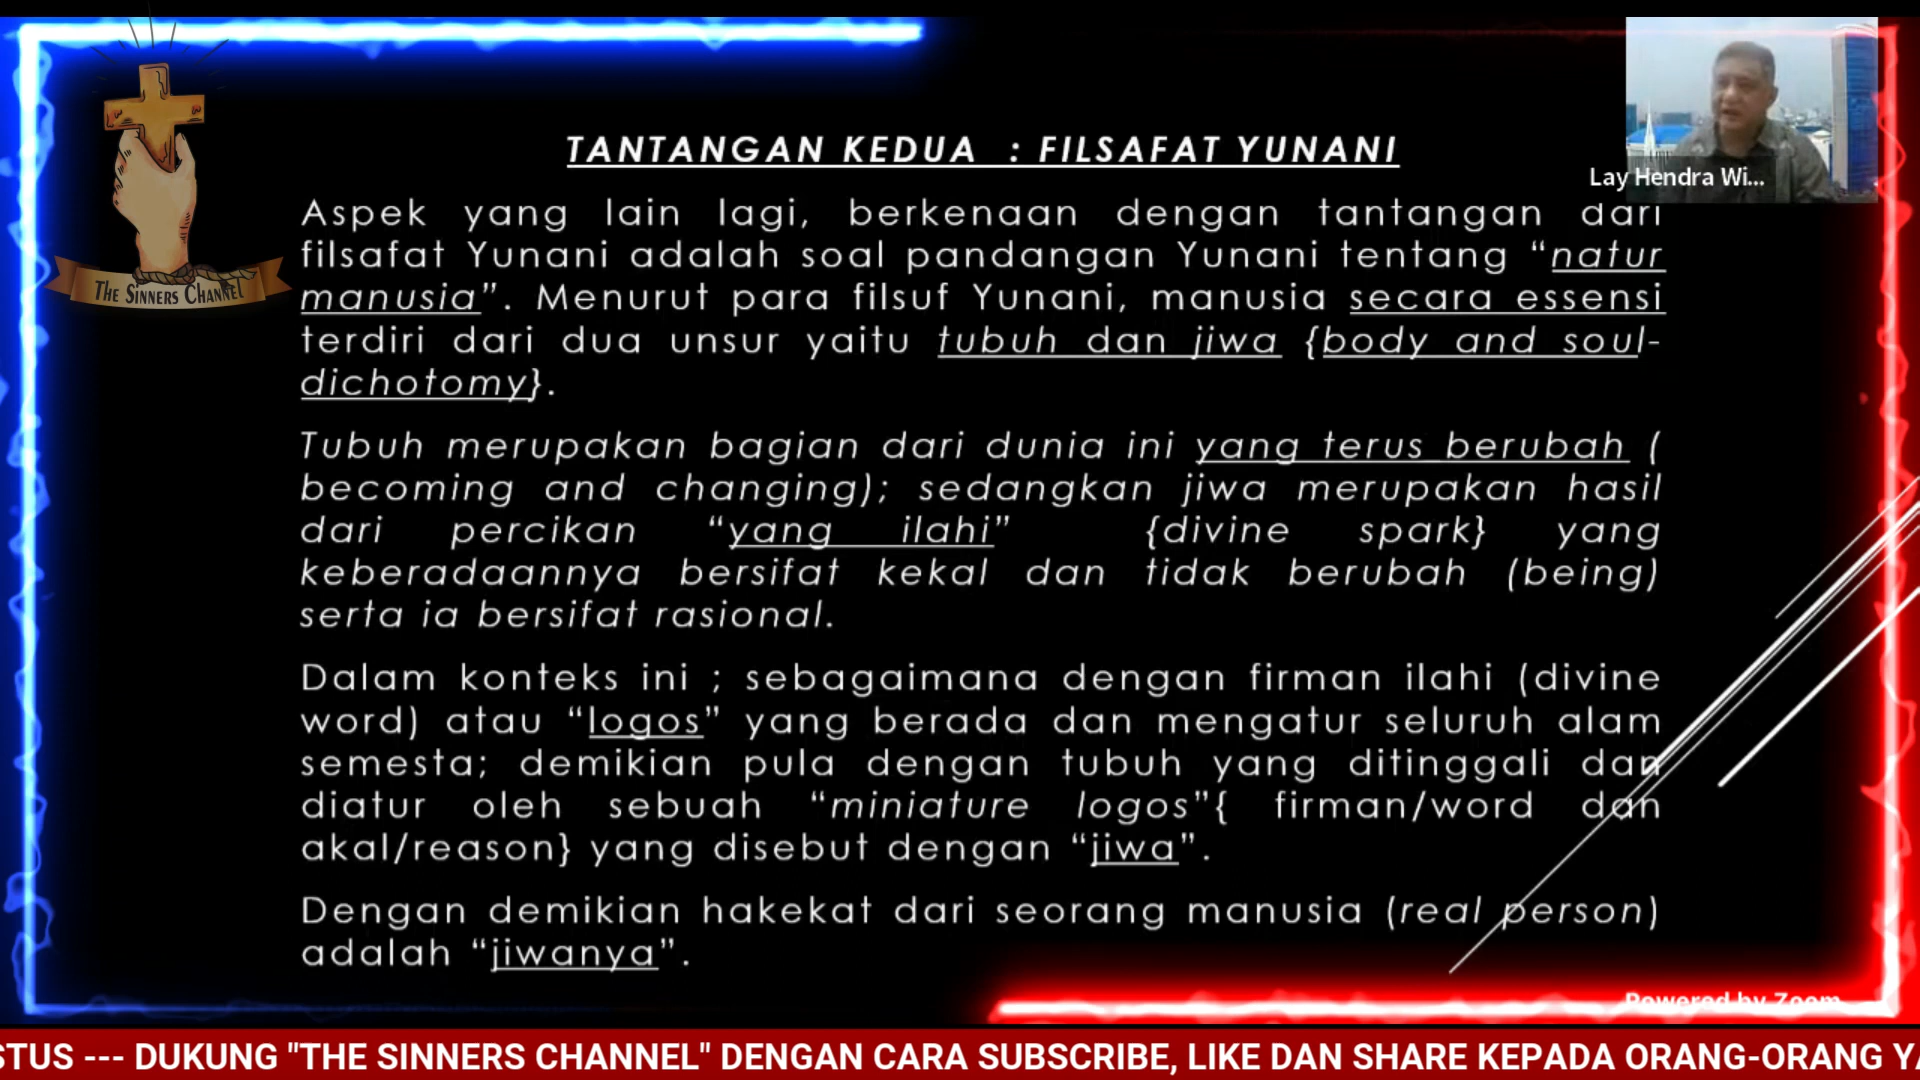 TANTANGAN KEDUA : FILSAFAT YUNANI
Lay Hendra Wi...
Aspek yang lain lagi, berkenaan dengan tantangan dari
filsafat Yunani adalah soal pandangan Yunani tentang “natur
manusia”. Menurut para filsuf Yunani, manusia secara essensi
terdiri dari dua unsur yaitu tubuh dan jiwa {body and soul-
dichotomy}.
THE SINNERS CHANNEL
Tubuh merupakan bagian dari dunia ini yang terus berubah (
becoming and changing); sedangkan jiwa merupakan hasil
dari percikan “yang ilahi” {divine spark} yang
keberadaannya bersifat kekal dan tidak berubah (being)
serta ia bersifat rasional.
Dalam konteks ini ; sebagaimana dengan firman ilahi (divine
word) atau “logos” yang berada dan mengatur seluruh alam
semesta; demikian pula dengan tubuh yang ditinggali dan
diatur oleh sebuah “miniature logos”{ firman/word dan
akal/reason} yang disebut dengan “jiwa”.
Dengan demikian hakekat dari seorang manusia (real person)
adalah “jiwanya”.
Powered by Zoom
STUS --- DUKUNG "THE SINNERS CHANNEL" DENGAN CARA SUBSCRIBE, LIKE DAN SHARE KEPADA ORANG-ORANG YA